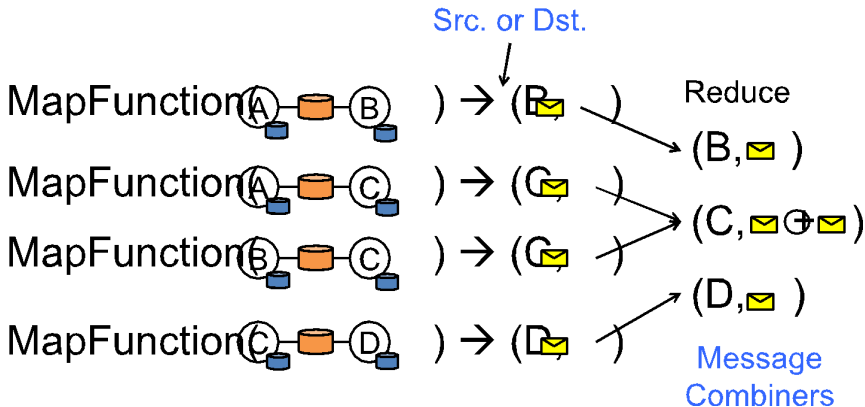 Src. or Dst.
MapFunction( A B ) → (B, )
Reduce
(B, )
MapFunction( A C ) → (C, )
(C, + )
MapFunction( B C ) → (C, )
(D, )
MapFunction( C D ) → (D, )
Message
Combiners